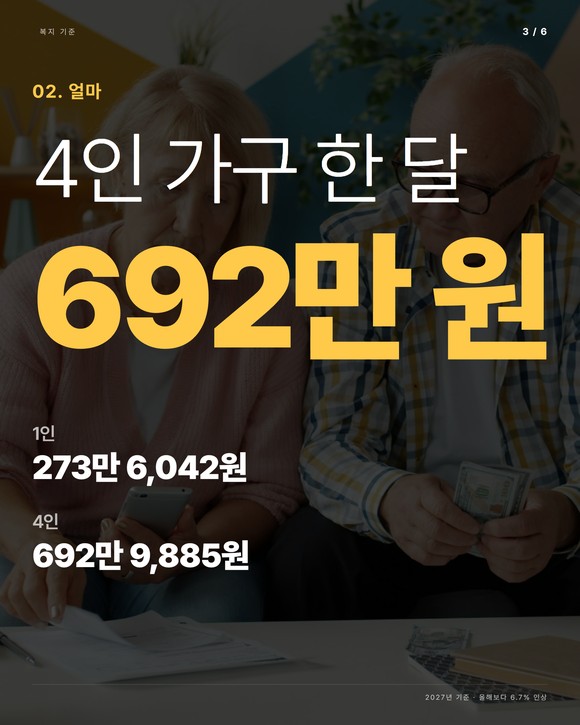 복지 기준
3 / 6
02. 얼마
4인 가구 한 달
692만 원
1인
273만 6,042원
4인
692만 9,885원
2027년 기준 · 올해보다 6.7% 인상